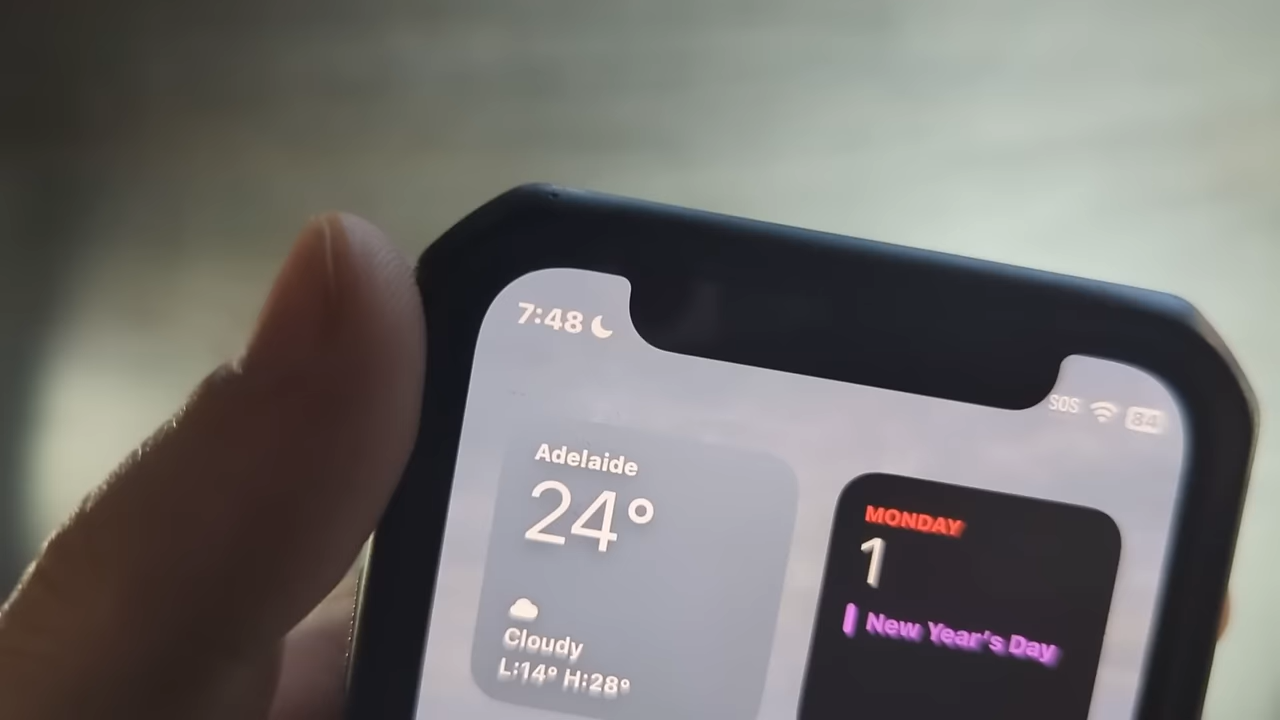 7:48
SOS 84
Adelaide
24°
Cloudy
L:14° H:28°
MONDAY
1
New Year's Day